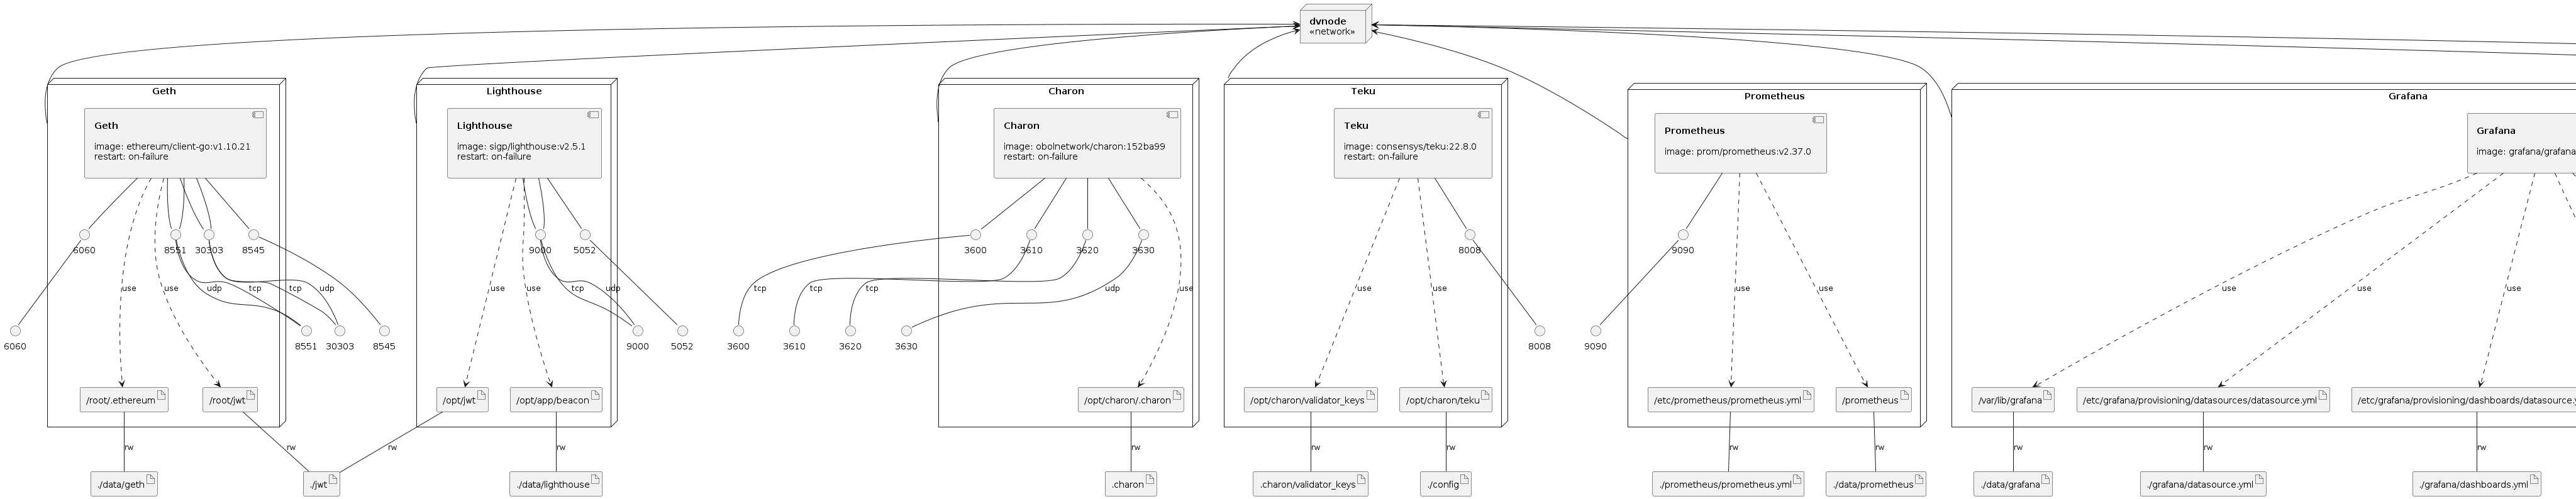 dvnode
«network»
Geth
Lighthouse
Charon
Teku
Prometheus
Grafana
Geth
image: ethereum/client-go:v1.10.21
restart: on-failure
Lighthouse
image: sigp/lighthouse:v2.5.1
restart: on-failure
Charon
image: obolnetwork/charon:152ba99
restart: on-failure
Teku
image: consensys/teku:22.8.0
restart: on-failure
Prometheus
image: prom/prometheus:v2.37.0
Grafana
image: grafana/grafana
6060
8551
30303
8545
9000
5052
3600
3610
3620
3630
8008
9090
use
use
udp
tcp
tcp
udp
use
use
tcp
udp
tcp
tcp
tcp
udp
use
use
use
use
use
use
use
use
6060
8551
30303
8545
9000
5052
3600
3610
3620
3630
8008
9090
/root/.ethereum
/root/jwt
/opt/jwt
/opt/app/beacon
/opt/charon/.charon
/opt/charon/validator_keys
/opt/charon/teku
/etc/prometheus/prometheus.yml
/prometheus
/var/lib/grafana
/etc/grafana/provisioning/datasources/datasource.yml
/etc/grafana/provisioning/dashboards/datasource.y
rw
rw
rw
rw
rw
rw
rw
rw
rw
rw
rw
rw
./data/geth
./jwt
./data/lighthouse
.charon
.charon/validator_keys
./config
./prometheus/prometheus.yml
./data/prometheus
./data/grafana
./grafana/datasource.yml
./grafana/dashboards.yml